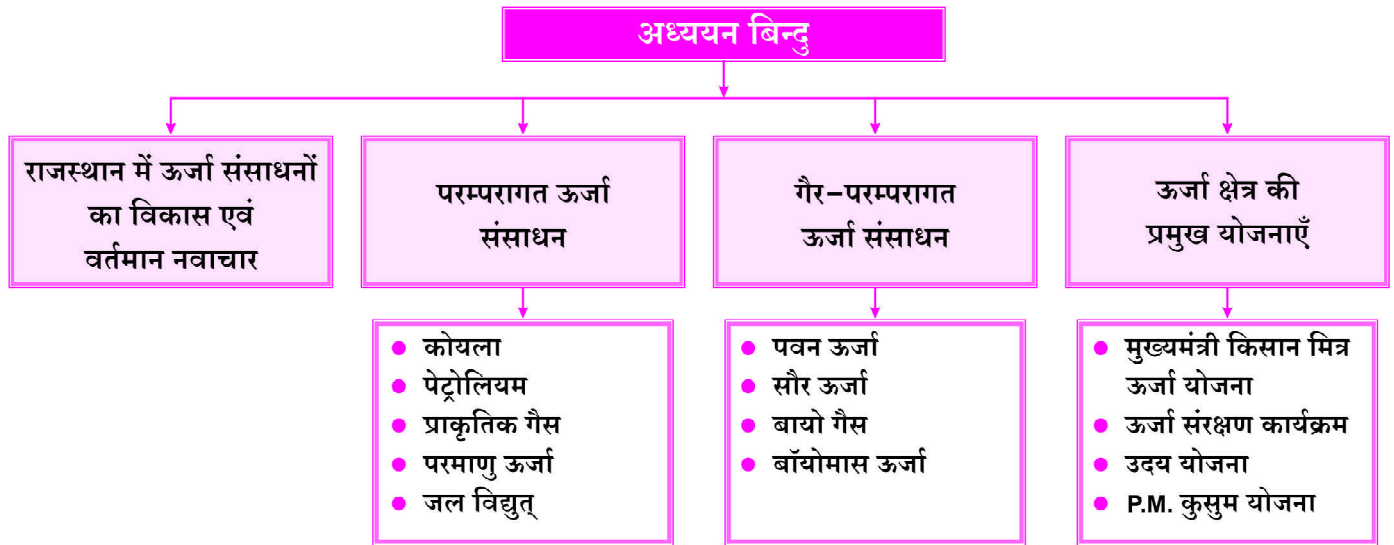 अध्ययन बिन्दु
राजस्थान में ऊर्जा संसाधनों
का विकास एवं
वर्तमान नवाचार
परम्परागत ऊर्जा
संसाधन
गैर-परम्परागत
ऊर्जा संसाधन
ऊर्जा क्षेत्र की
प्रमुख योजनाएँ
● कोयला
● पेट्रोलियम
● प्राकृतिक गैस
● परमाणु ऊर्जा
● जल विद्युत्
● पवन ऊर्जा
● सौर ऊर्जा
● बायो गैस
● बॉयोमास ऊर्जा
● मुख्यमंत्री किसान मित्र
ऊर्जा योजना
● ऊर्जा संरक्षण कार्यक्रम
● उदय योजना
● P.M. कुसुम योजना